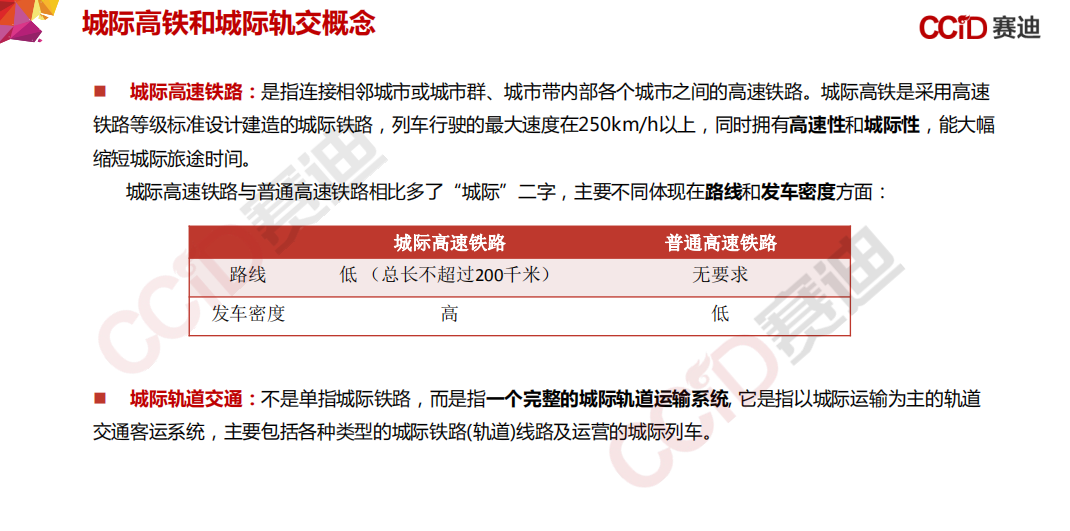 城际高铁和城际轨交概念
CCiD 赛迪
■ 城际高速铁路：是指连接相邻城市或城市群、城市带内部各个城市之间的高速铁路。城际高铁是采用高速
铁路等级标准设计建造的城际铁路，列车行驶的最大速度在250km/h以上，同时拥有高速性和城际性，能大幅
缩短城际旅途时间。
城际高速铁路与普通高速铁路相比多了“城际”二字，主要不同体现在路线和发车密度方面：
城际高速铁路 普通高速铁路
路线 低（总长不超过200千米） 无要求
发车密度 高 低
■ 城际轨道交通：不是单指城际铁路，而是指一个完整的城际轨道运输系统, 它是指以城际运输为主的轨道
交通客运系统，主要包括各种类型的城际铁路(轨道)线路及运营的城际列车。
CCiD赛迪
CCiD赛迪